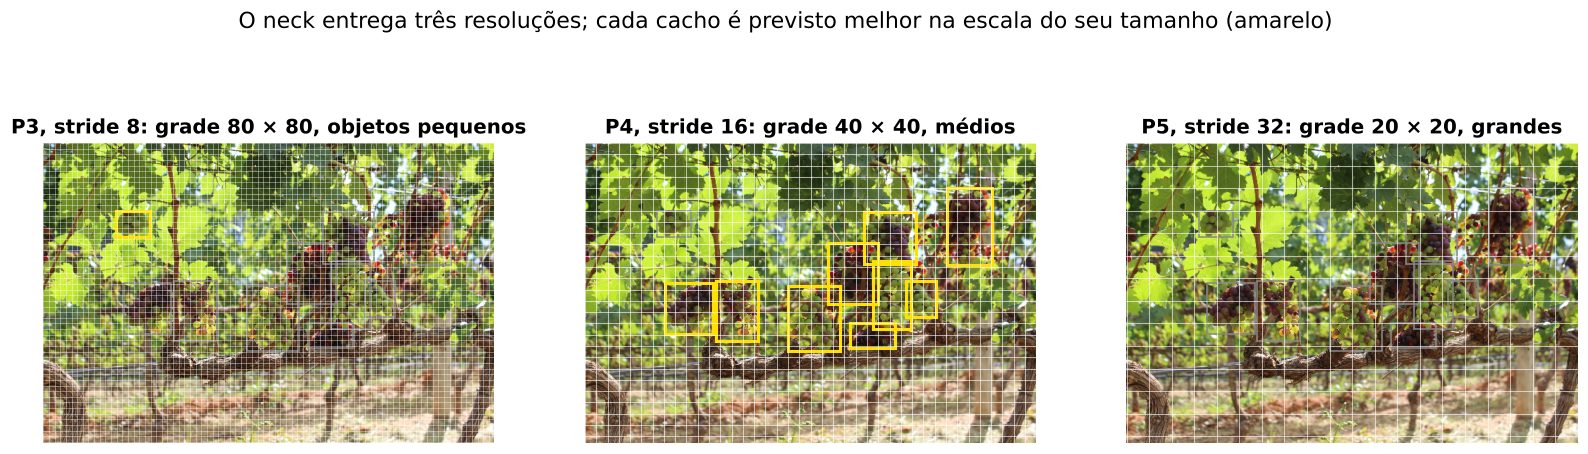 O neck entrega três resoluções; cada cacho é previsto melhor na escala do seu tamanho (amarelo)
P3, stride 8: grade 80 × 80, objetos pequenos
P4, stride 16: grade 40 × 40, médios
P5, stride 32: grade 20 × 20, grandes